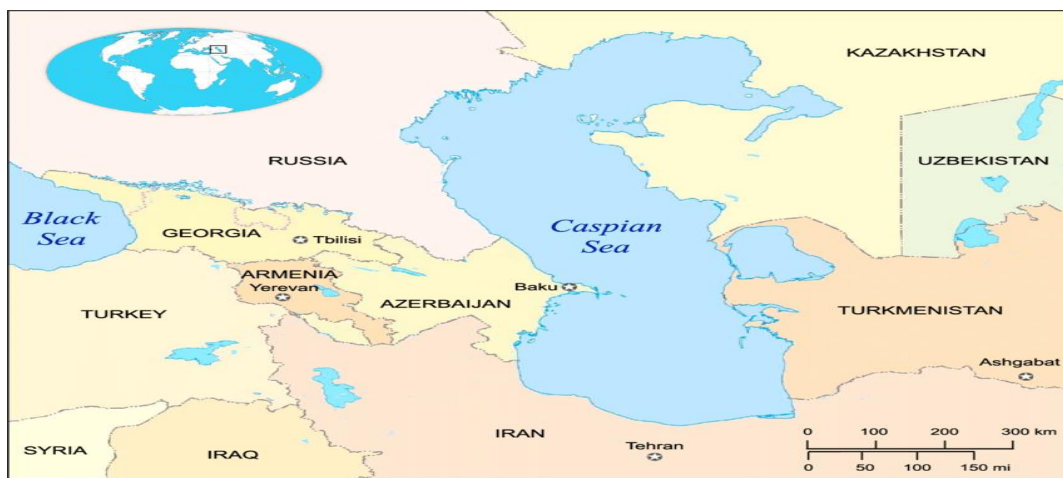 KAZAKHSTAN
RUSSIA
UZBEKISTAN
Black
Sea
Caspian
Sea
GEORGIA
Tbilisi
ARMENIA
Yerevan
AZERBAIJAN
Baku
TURKEY
TURKMENISTAN
Ashgabat
IRAN
Tehran
SYRIA
IRAQ
0 100 200 300 km
0 50 100 150 mi